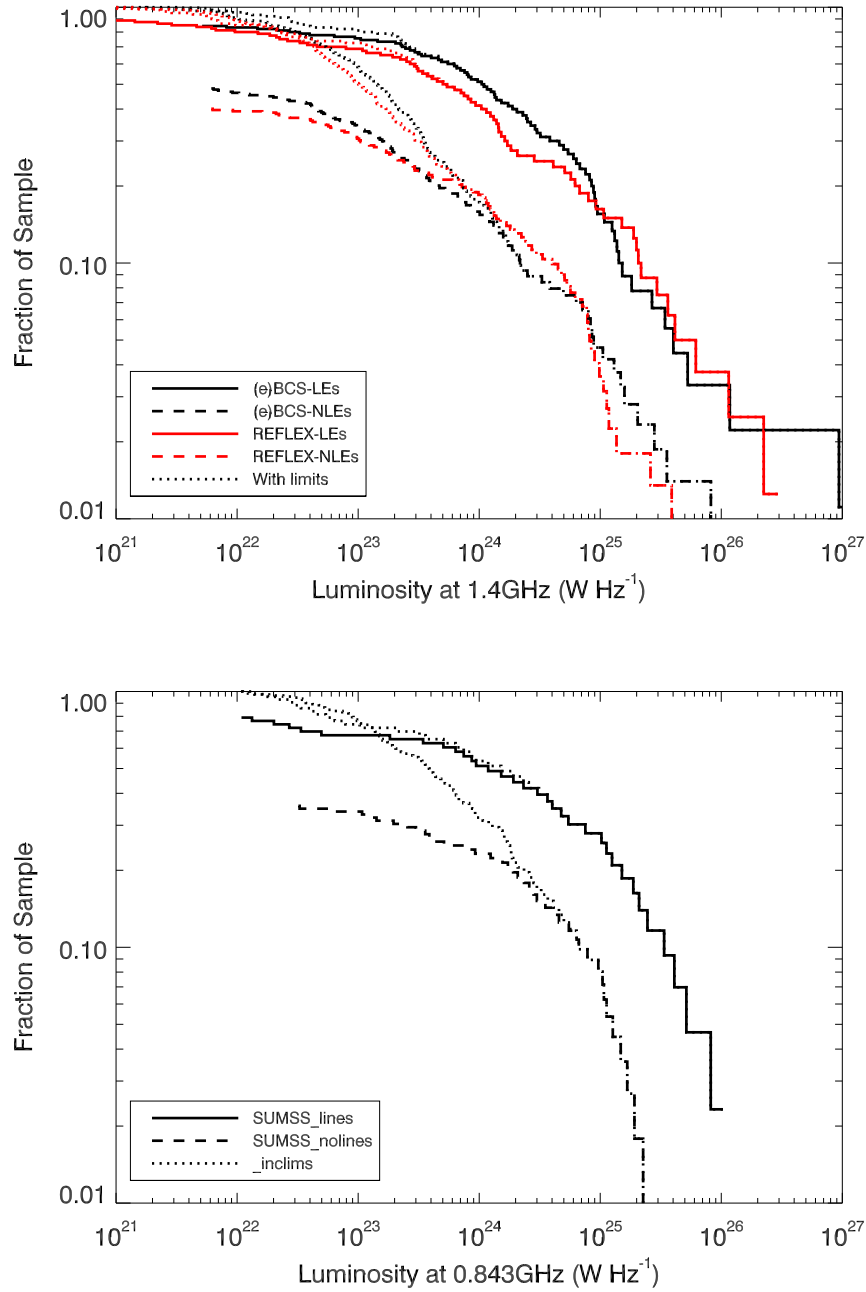 1.00
0.10
0.01
Fraction of Sample
(e)BCS-LEs
(e)BCS-NLEs
REFLEX-LEs
REFLEX-NLEs
With limits
10^21 10^22 10^23 10^24 10^25 10^26 10^27
Luminosity at 1.4GHz (W Hz^-1)
1.00
0.10
0.01
Fraction of Sample
SUMSS_lines
SUMSS_nolines
_inclims
10^21 10^22 10^23 10^24 10^25 10^26 10^27
Luminosity at 0.843GHz (W Hz^-1)